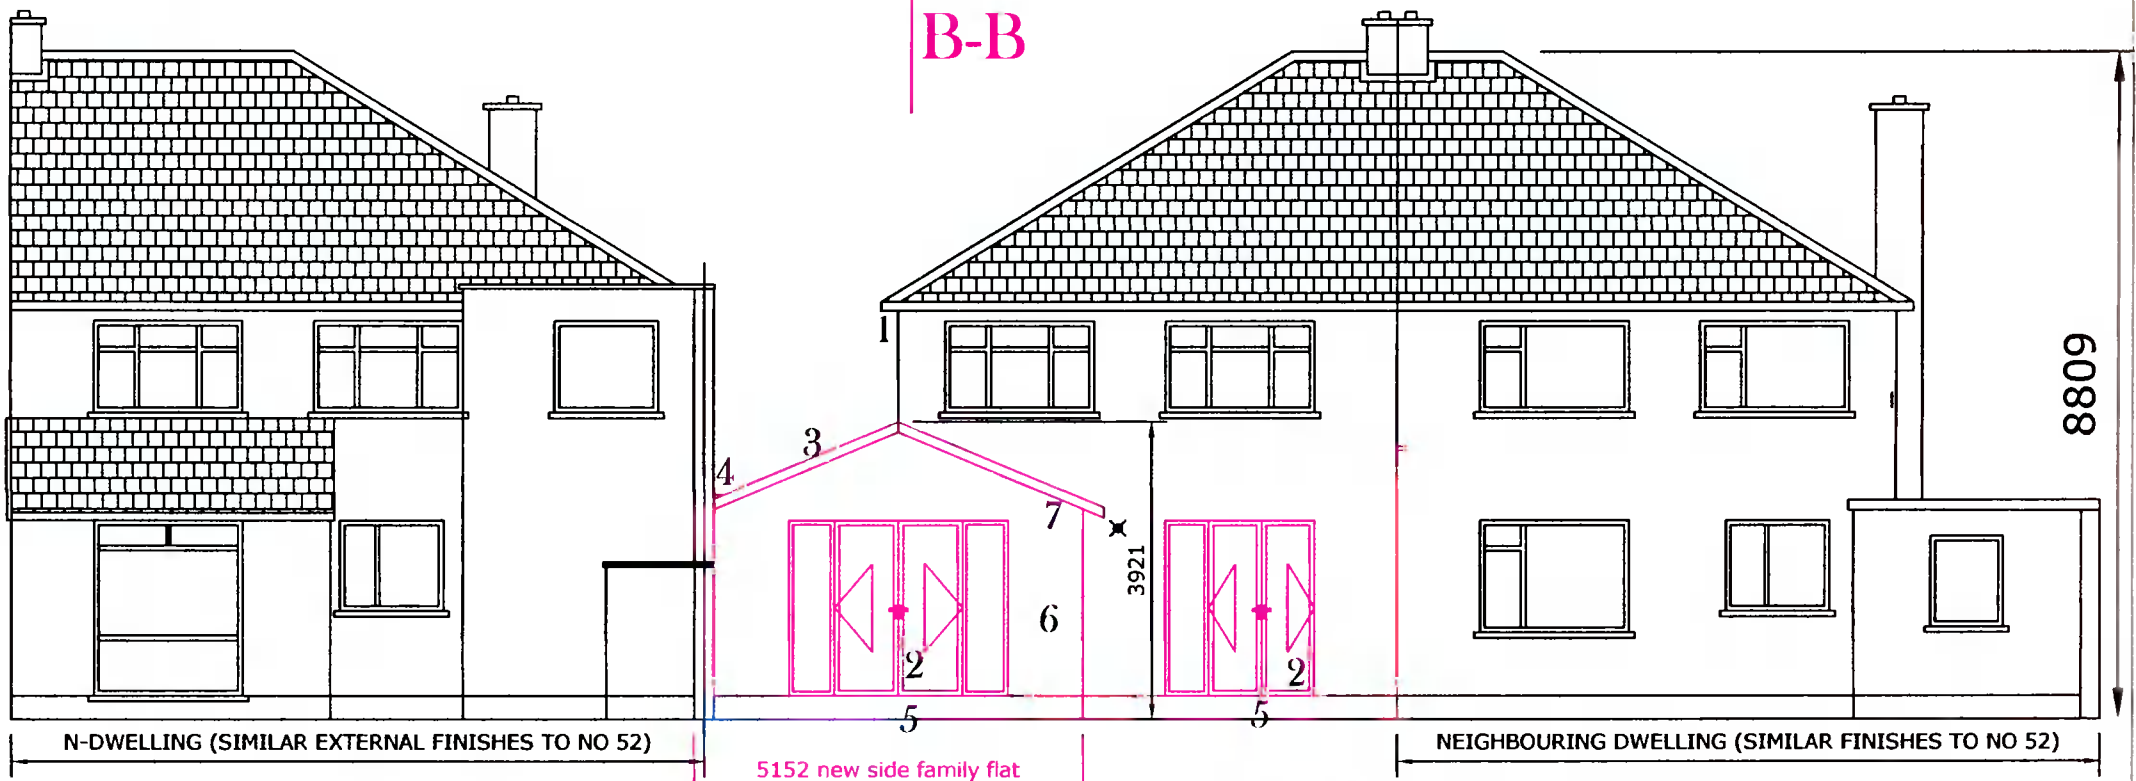 B-B
1
8809
3
4
7
3921
6
2
2
5
5
N-DWELLING (SIMILAR EXTERNAL FINISHES TO NO 52)
NEIGHBOURING DWELLING (SIMILAR FINISHES TO NO 52)
5152 new side family flat